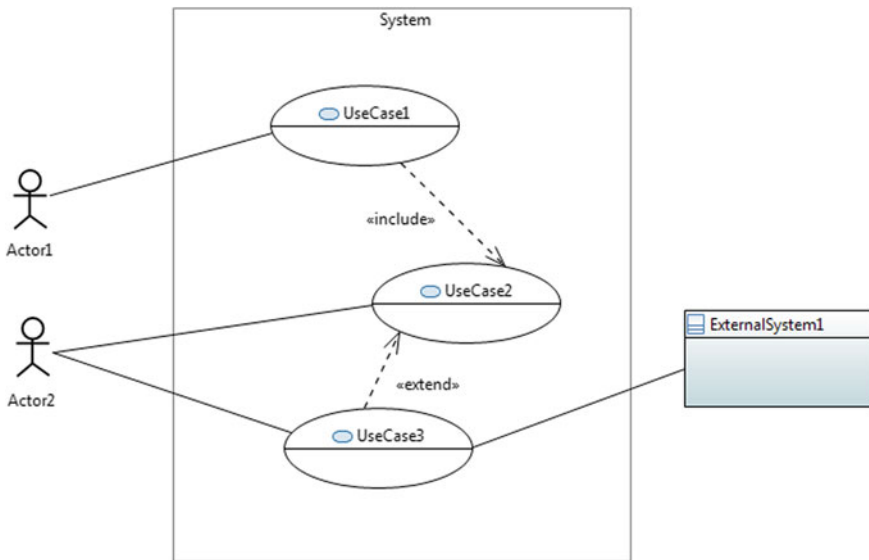 System
UseCase1
«include»
Actor1
UseCase2
ExternalSystem1
«extend»
Actor2
UseCase3